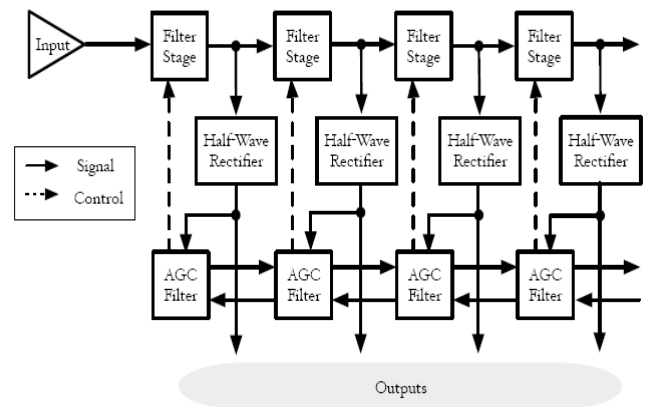 Input
Filter
Stage
Filter
Stage
Filter
Stage
Filter
Stage
Half-Wave
Rectifier
Half-Wave
Rectifier
Half-Wave
Rectifier
Half-Wave
Rectifier
Signal
Control
AGC
Filter
AGC
Filter
AGC
Filter
AGC
Filter
Outputs